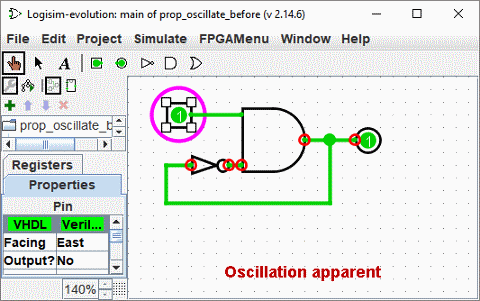 Logisim-evolution: main of prop_oscillate_before (v 2.14.6)
File Edit Project Simulate FPGAMenu Window Help
A
prop_oscillate_b
Registers
Properties
Pin
VHDL Veril...
Facing East
Output? No
140%
1
1
Oscillation apparent